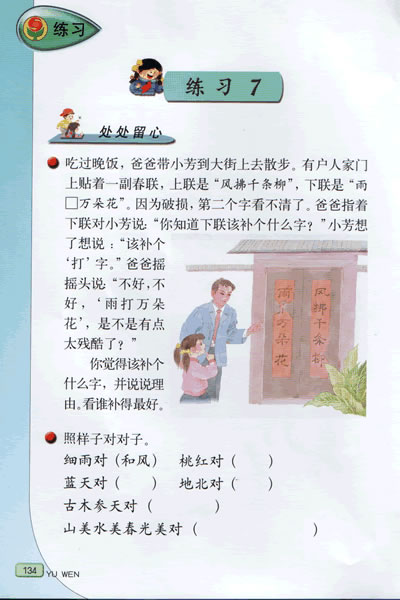 练习
练习 7
处处留心
吃过晚饭，爸爸带小芳到大街上去散步。有户人家门
上贴着一副春联，上联是“风拂千条柳”，下联是“雨
□万朵花”。因为破损，第二个字看不清了。爸爸指着
下联对小芳说：“你知道下联该补个什么字？”小芳想
了想说：“该补个
‘打’字。”爸爸摇
摇头说：“不好，不
好，‘雨打万朵
花’，是不是有点
太残酷了？”
你觉得该补个
什么字，并说说理
由。看谁补得最好。
风拂千条柳
雨 万朵花
照样子对对子。
细雨对（和风） 桃红对（ ）
蓝天对（ ） 地北对（ ）
古木参天对（ ）
山美水美春光美对（ ）
134 YU WEN